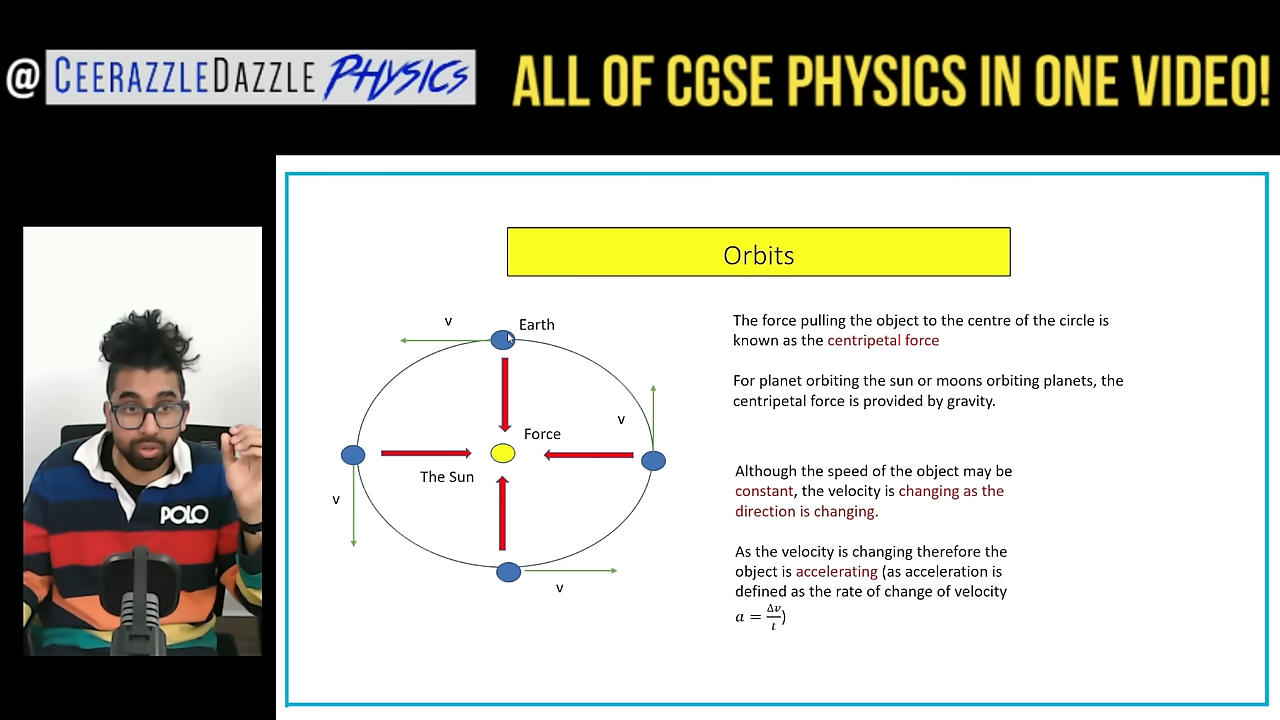 @ CEERAZZLEDAZZLE PHYSICS
ALL OF CGSE PHYSICS IN ONE VIDEO!
Orbits
v
Earth
v
Force
The Sun
v
v
The force pulling the object to the centre of the circle is
known as the centripetal force
For planet orbiting the sun or moons orbiting planets, the
centripetal force is provided by gravity.
Although the speed of the object may be
constant, the velocity is changing as the
direction is changing.
As the velocity is changing therefore the
object is accelerating (as acceleration is
defined as the rate of change of velocity
a = Δv/t)
POLO